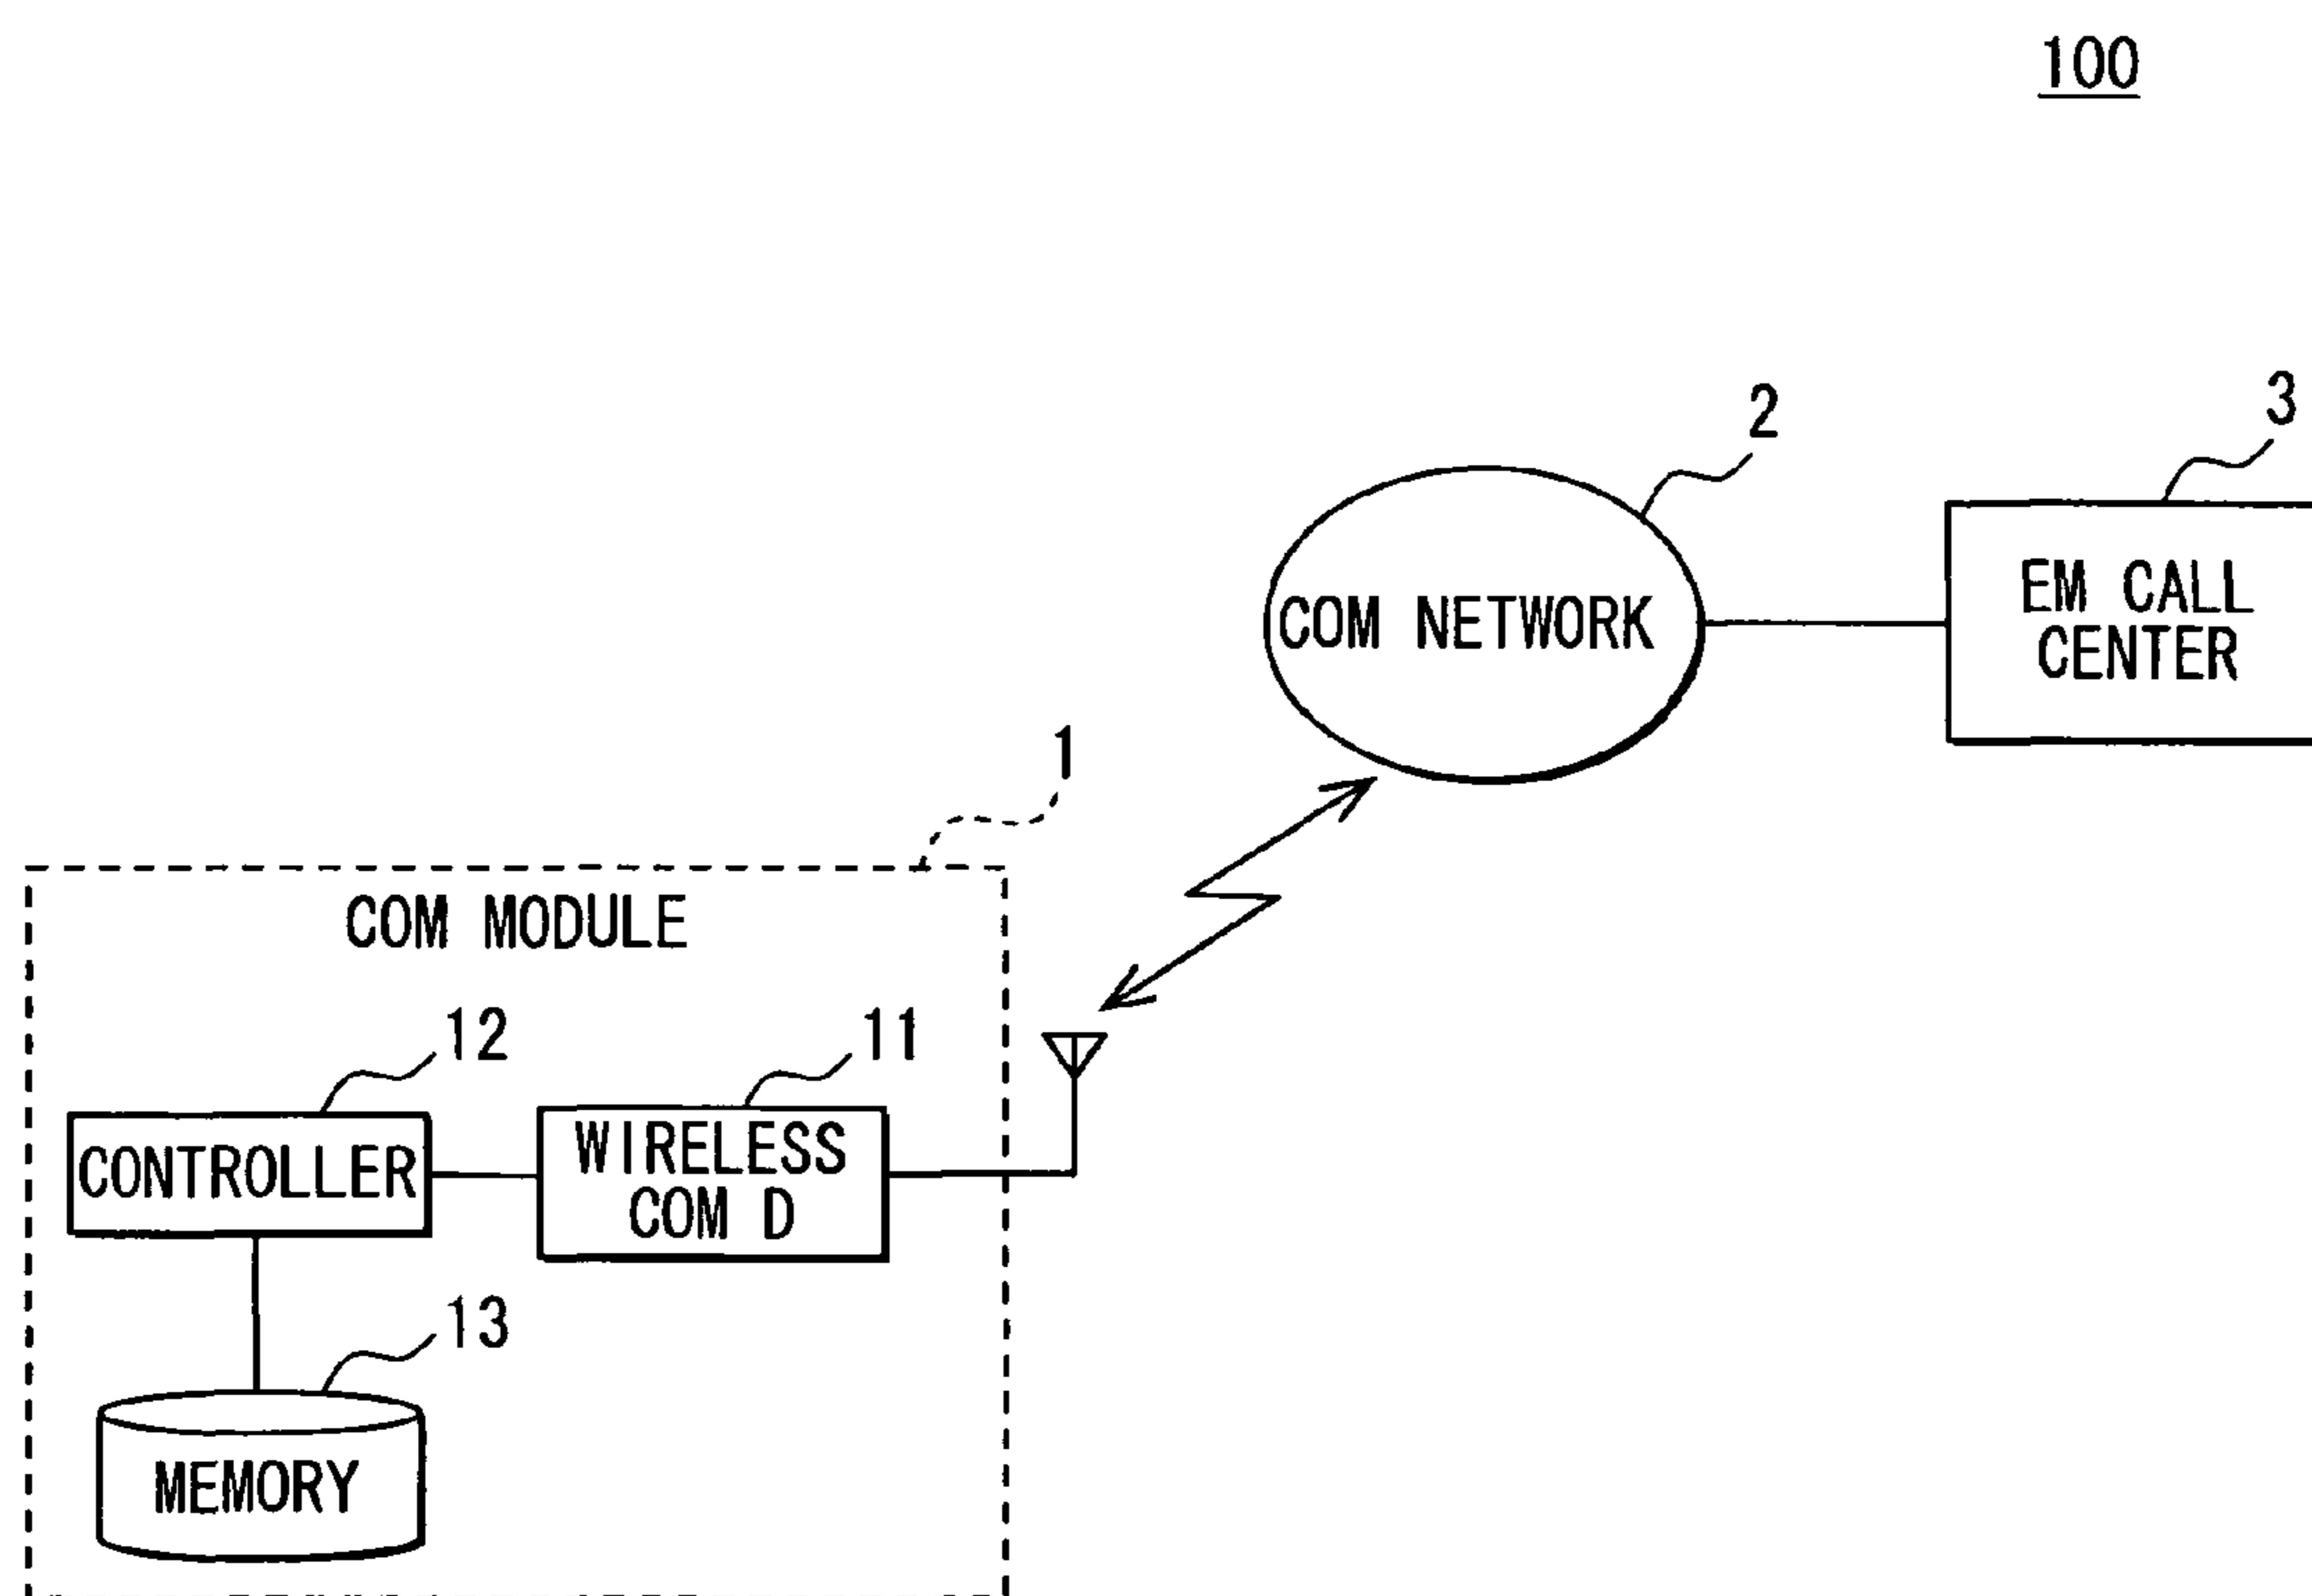 100
2
3
COM NETWORK
EM CALL
CENTER
1
COM MODULE
12
11
CONTROLLER
WIRELESS
COM D
13
MEMORY